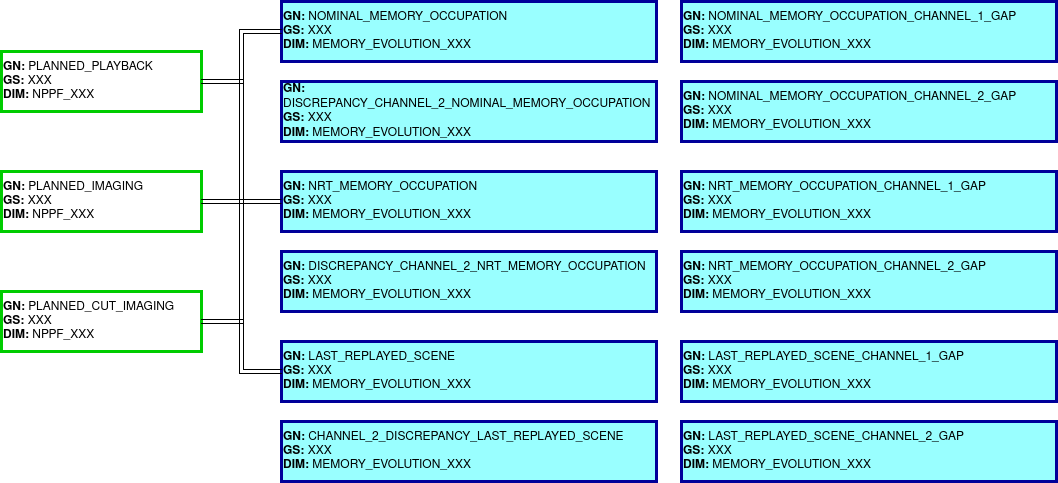 GN: PLANNED_PLAYBACK
GS: XXX
DIM: NPPF_XXX
GN: PLANNED_IMAGING
GS: XXX
DIM: NPPF_XXX
GN: PLANNED_CUT_IMAGING
GS: XXX
DIM: NPPF_XXX
GN: NOMINAL_MEMORY_OCCUPATION
GS: XXX
DIM: MEMORY_EVOLUTION_XXX
GN:
DISCREPANCY_CHANNEL_2_NOMINAL_MEMORY_OCCUPATION
GS: XXX
DIM: MEMORY_EVOLUTION_XXX
GN: NRT_MEMORY_OCCUPATION
GS: XXX
DIM: MEMORY_EVOLUTION_XXX
GN: DISCREPANCY_CHANNEL_2_NRT_MEMORY_OCCUPATION
GS: XXX
DIM: MEMORY_EVOLUTION_XXX
GN: LAST_REPLAYED_SCENE
GS: XXX
DIM: MEMORY_EVOLUTION_XXX
GN: CHANNEL_2_DISCREPANCY_LAST_REPLAYED_SCENE
GS: XXX
DIM: MEMORY_EVOLUTION_XXX
GN: NOMINAL_MEMORY_OCCUPATION_CHANNEL_1_GAP
GS: XXX
DIM: MEMORY_EVOLUTION_XXX
GN: NOMINAL_MEMORY_OCCUPATION_CHANNEL_2_GAP
GS: XXX
DIM: MEMORY_EVOLUTION_XXX
GN: NRT_MEMORY_OCCUPATION_CHANNEL_1_GAP
GS: XXX
DIM: MEMORY_EVOLUTION_XXX
GN: NRT_MEMORY_OCCUPATION_CHANNEL_2_GAP
GS: XXX
DIM: MEMORY_EVOLUTION_XXX
GN: LAST_REPLAYED_SCENE_CHANNEL_1_GAP
GS: XXX
DIM: MEMORY_EVOLUTION_XXX
GN: LAST_REPLAYED_SCENE_CHANNEL_2_GAP
GS: XXX
DIM: MEMORY_EVOLUTION_XXX